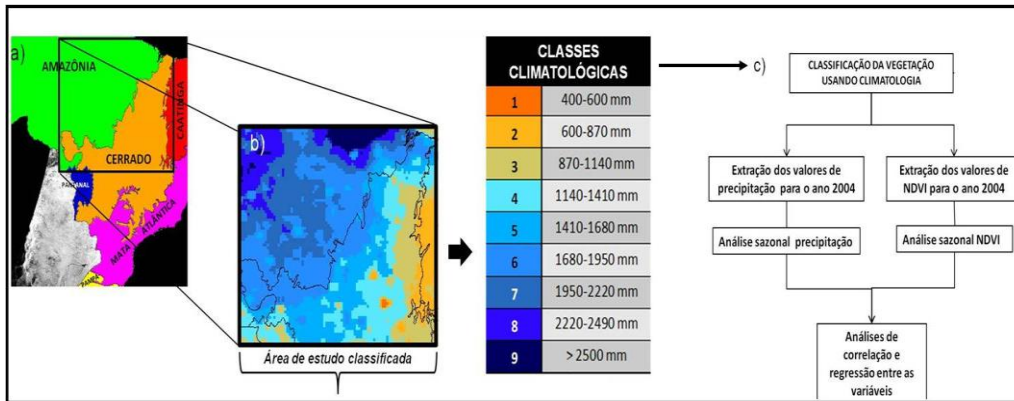 a)
AMAZÔNIA
CAATINGA
CERRADO
PANTANAL
MATA ATLÂNTICA
PAMPA
b)
Área de estudo classificada
CLASSES
CLIMATOLÓGICAS
1 400-600 mm
2 600-870 mm
3 870-1140 mm
4 1140-1410 mm
5 1410-1680 mm
6 1680-1950 mm
7 1950-2220 mm
8 2220-2490 mm
9 > 2500 mm
c)
CLASSIFICAÇÃO DA VEGETAÇÃO
USANDO CLIMATOLOGIA
Extração dos valores de
precipitação para o ano 2004
Extração dos valores de
NDVI para o ano 2004
Análise sazonal precipitação
Análise sazonal NDVI
Análises de
correlação e
regressão entre as
variáveis